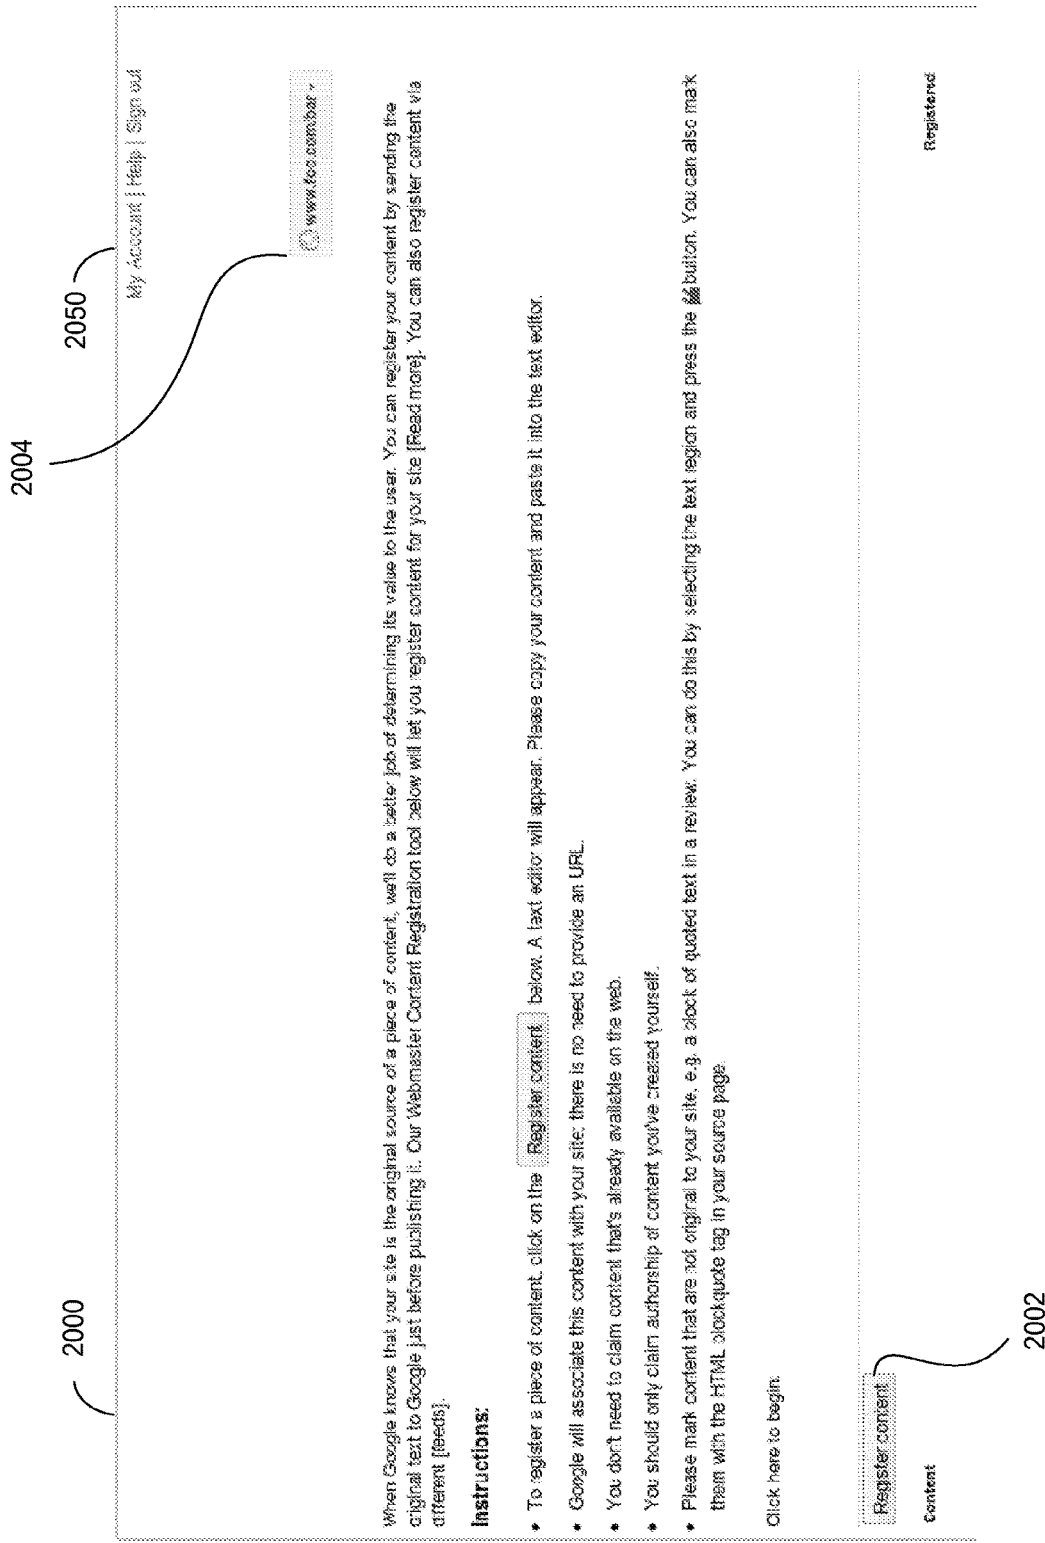 2000
2050
2004
My Account | Help | Sign out
www.foo.com/bar
When Google knows that your site is the original source of a piece of content, we'll do a better job of determining its value to the user. You can register your content by sending the
original text to Google just before publishing it. Our Webmaster Content Registration tool below will let you register content for your site [Read more]. You can also register content via
different [feeds].
Instructions:
• To register a piece of content, click on the Register content below. A text editor will appear. Please copy your content and paste it into the text editor.
• Google will associate this content with your site; there is no need to provide an URL.
• You don't need to claim content that's already available on the web.
• You should only claim authorship of content you've created yourself.
• Please mark content that are not original to your site, e.g. a block of quoted text in a review. You can do this by selecting the text region and press the button. You can also mark
them with the HTML blockquote tag in your source page.
Click here to begin:
Register content
2002
Content Registered